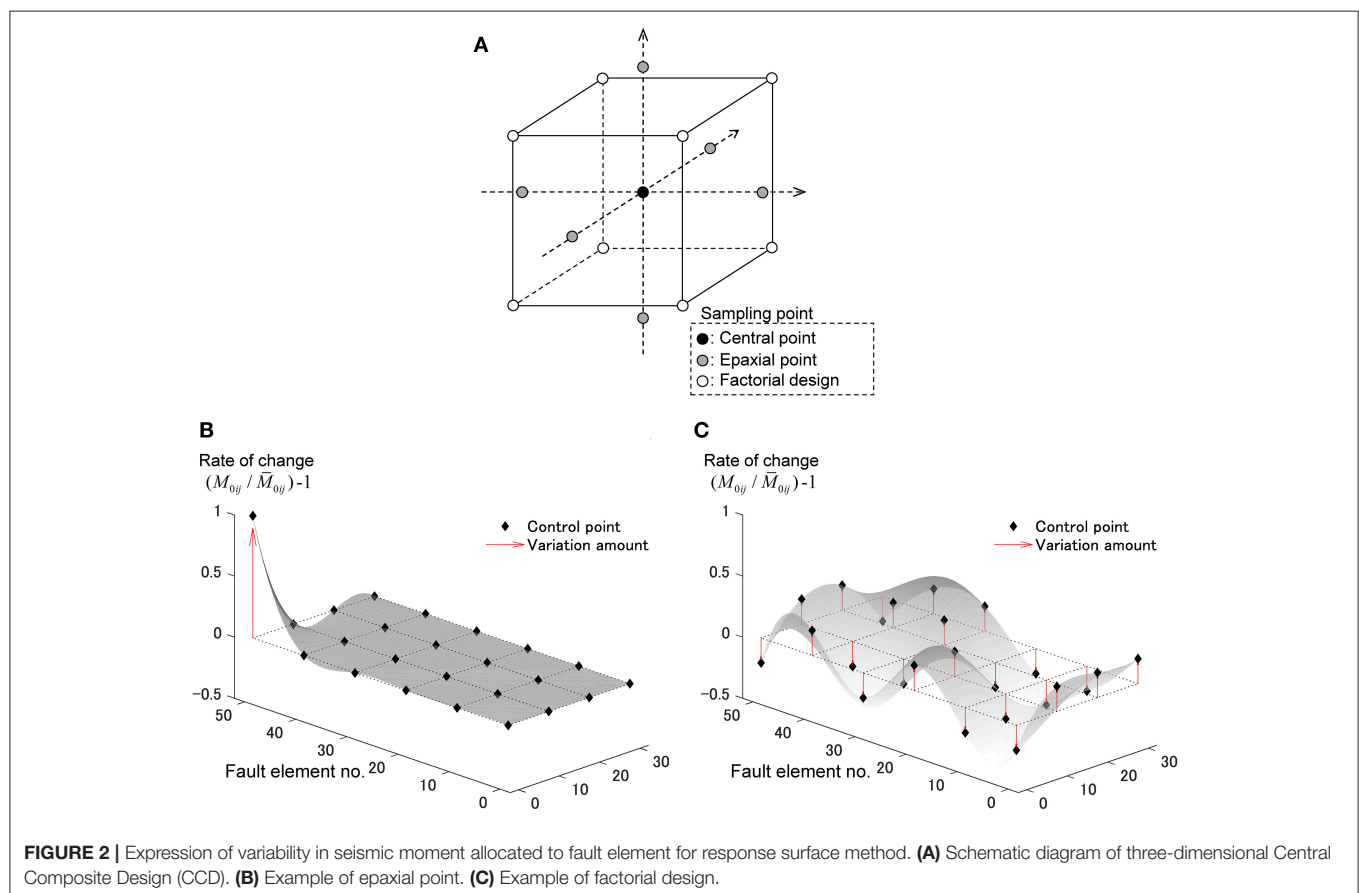 A
Sampling point
●: Central point
●: Epaxial point
○: Factorial design
B
Rate of change
(M₀ᵢⱼ / M̄₀ᵢⱼ)-1
1
0.5
0
−0.5
◆ Control point
→ Variation amount
50
40
30
20
10
0
Fault element no.
0
10
20
30
C
Rate of change
(M₀ᵢⱼ / M̄₀ᵢⱼ)-1
1
0.5
0
−0.5
◆ Control point
→ Variation amount
50
40
30
20
10
0
Fault element no.
0
10
20
30
FIGURE 2 | Expression of variability in seismic moment allocated to fault element for response surface method. (A) Schematic diagram of three-dimensional Central
Composite Design (CCD). (B) Example of epaxial point. (C) Example of factorial design.